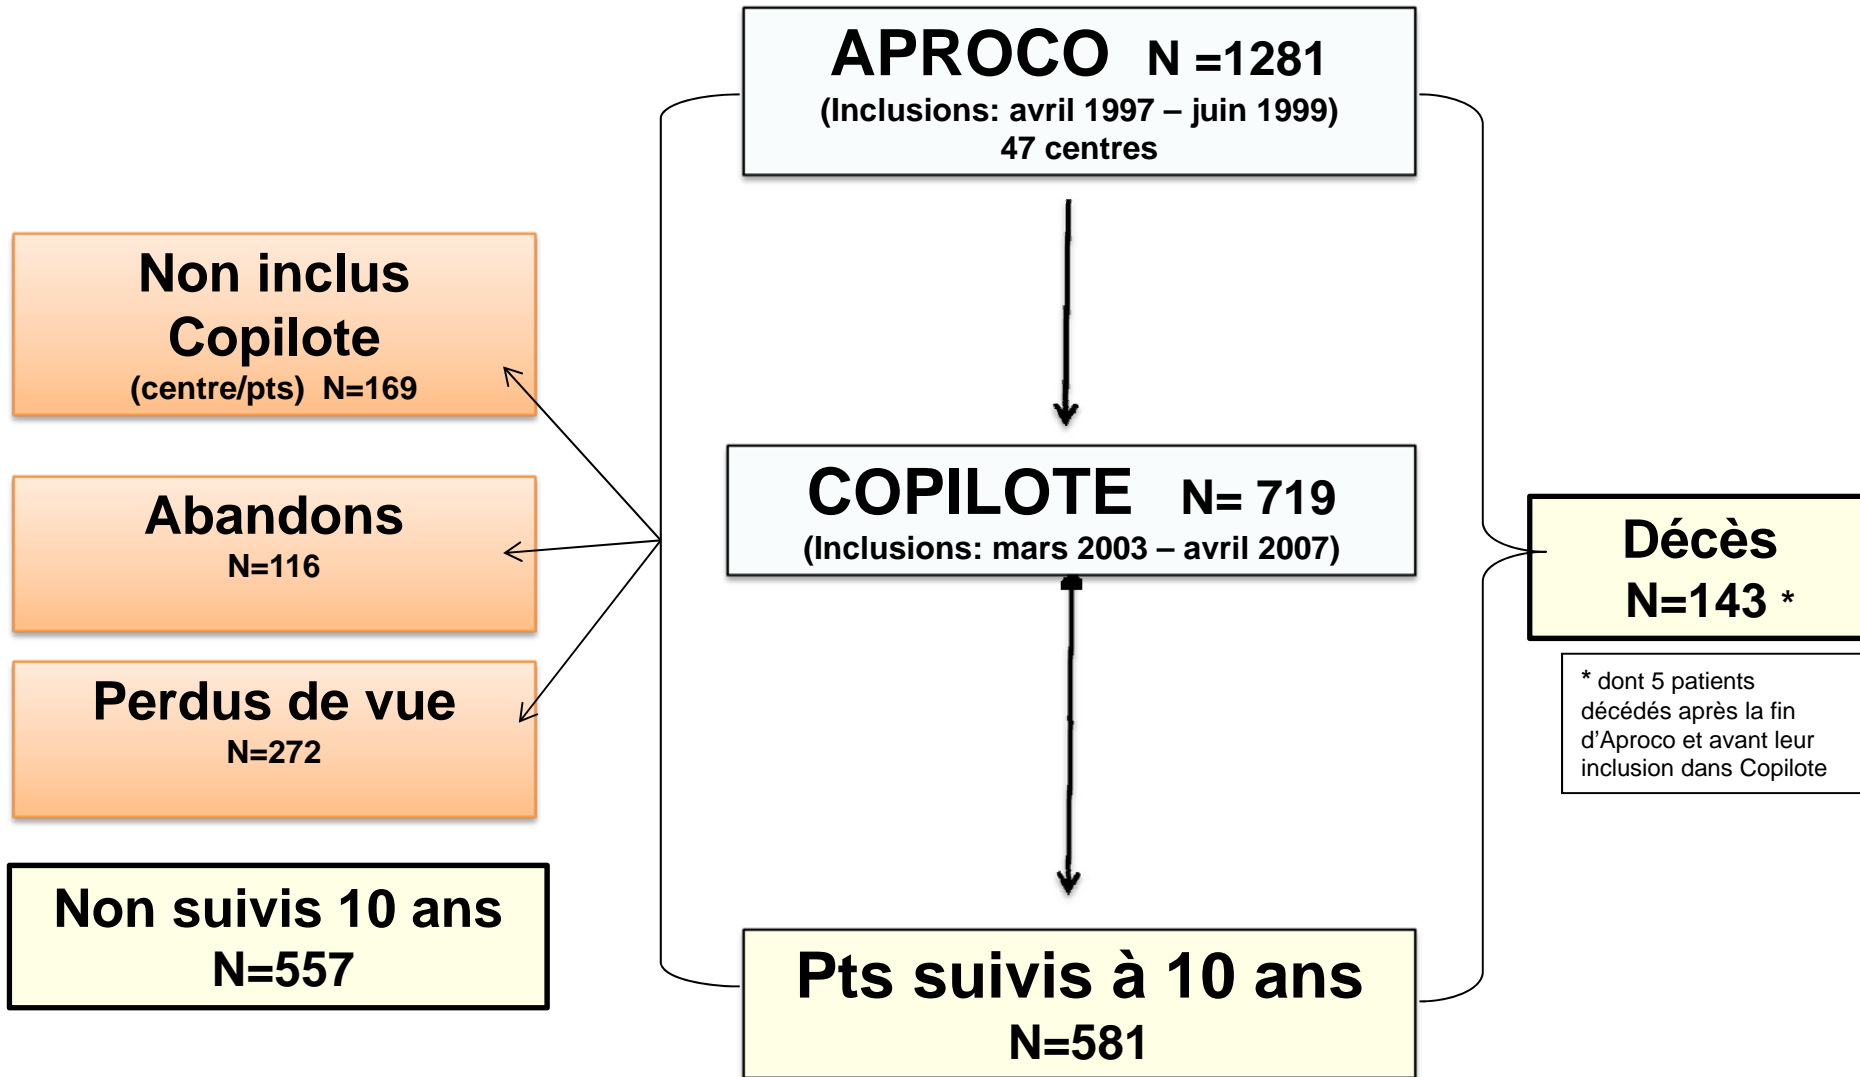 APROCO N =1281
(Inclusions: avril 1997 – juin 1999)
47 centres
Non inclus
Copilote
(centre/pts) N=169
Abandons
N=116
Perdus de vue
N=272
Non suivis 10 ans
N=557
COPILOTE N= 719
(Inclusions: mars 2003 – avril 2007)
Pts suivis à 10 ans
N=581
Décès
N=143 *
* dont 5 patients
décédés après la fin
d'Aproco et avant leur
inclusion dans Copilote